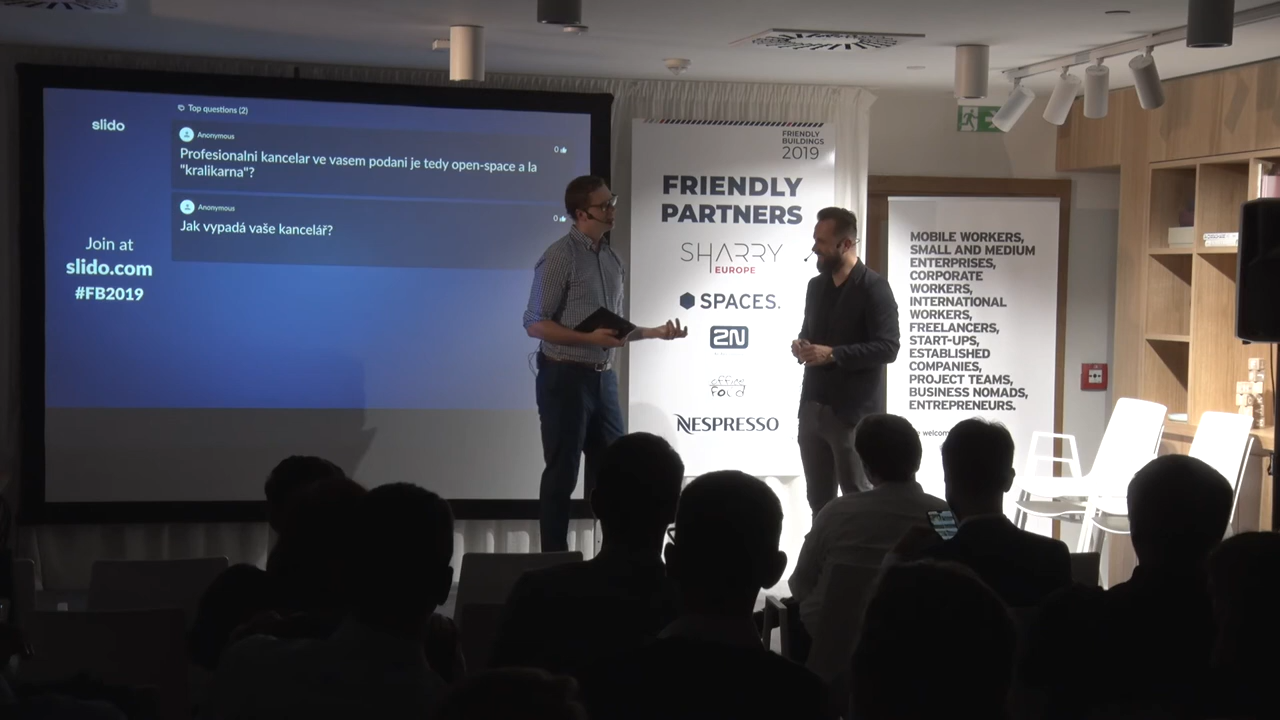 slido
Top questions (2)
Anonymous
0
Profesionalni kancelar ve vasem podani je tedy open-space a la
"kralikarna"?
Anonymous
0
Jak vypadá vaše kancelář?
Join at
slido.com
#FB2019
FRIENDLY
BUILDINGS
2019
FRIENDLY
PARTNERS
SHARRY
EUROPE
SPACES.
2N
NESPRESSO
MOBILE WORKERS,
SMALL AND MEDIUM
ENTERPRISES,
CORPORATE
WORKERS,
INTERNATIONAL
WORKERS,
FREELANCERS,
START-UPS,
ESTABLISHED
COMPANIES,
PROJECT TEAMS,
BUSINESS NOMADS,
ENTREPRENEURS.